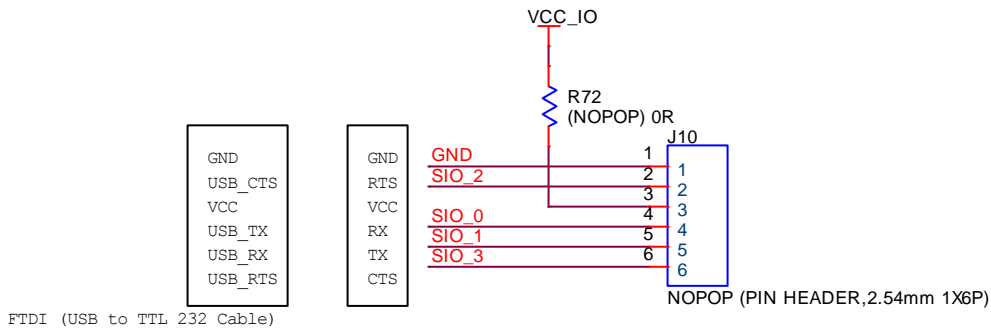 VCC_IO
R72
(NOPOP) 0R
J10
GND GND GND 1 1
USB_CTS RTS SIO_2 2 2
VCC VCC 3 3
USB_TX RX SIO_0 4 4
USB_RX TX SIO_1 5 5
USB_RTS CTS SIO_3 6 6
NOPOP (PIN HEADER,2.54mm 1X6P)
FTDI (USB to TTL 232 Cable)